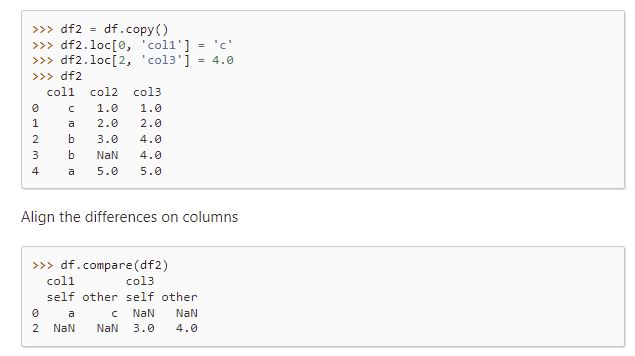 >>> df2 = df.copy()
>>> df2.loc[0, 'col1'] = 'c'
>>> df2.loc[2, 'col3'] = 4.0
>>> df2
  col1  col2  col3
0    c   1.0   1.0
1    a   2.0   2.0
2    b   3.0   4.0
3    b   NaN   4.0
4    a   5.0   5.0
Align the differences on columns
>>> df.compare(df2)
  col1       col3
  self other self other
0    a     c  NaN   NaN
2  NaN   NaN  3.0   4.0